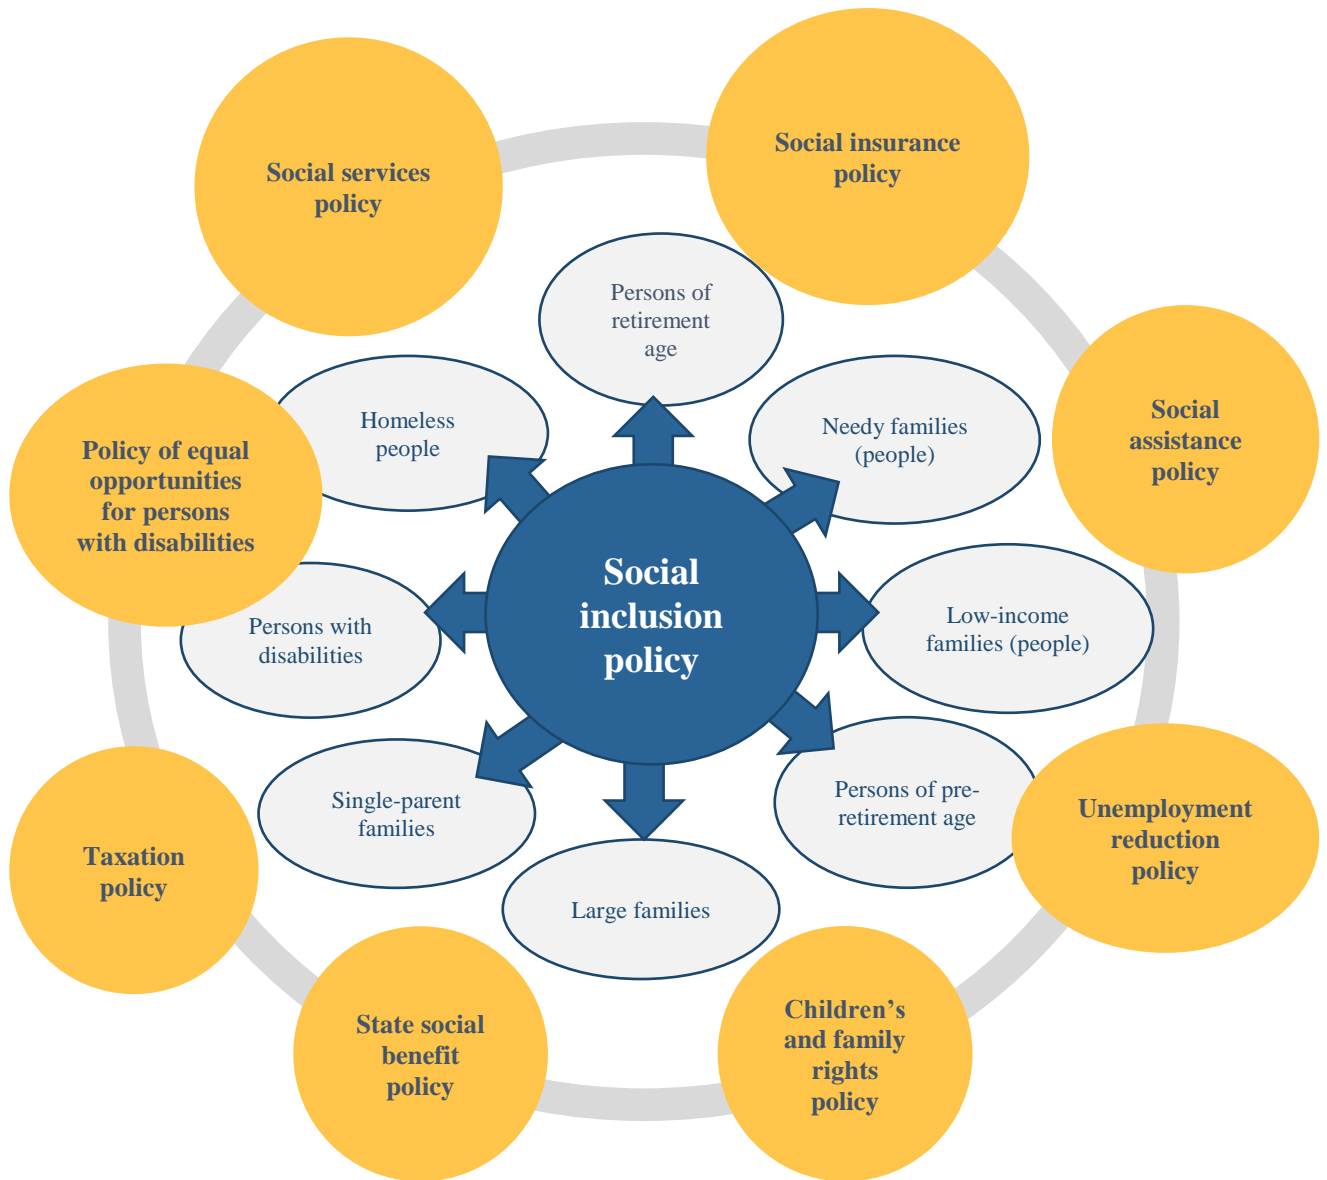 Social insurance
policy
Social services
policy
Persons of
retirement
age
Homeless
people
Needy families
(people)
Social
assistance
policy
Policy of equal
opportunities
for persons
with disabilities
Social
inclusion
policy
Persons with
disabilities
Low-income
families (people)
Single-parent
families
Persons of pre-
retirement age
Unemployment
reduction
policy
Taxation
policy
Large families
State social
benefit
policy
Children’s
and family
rights
policy